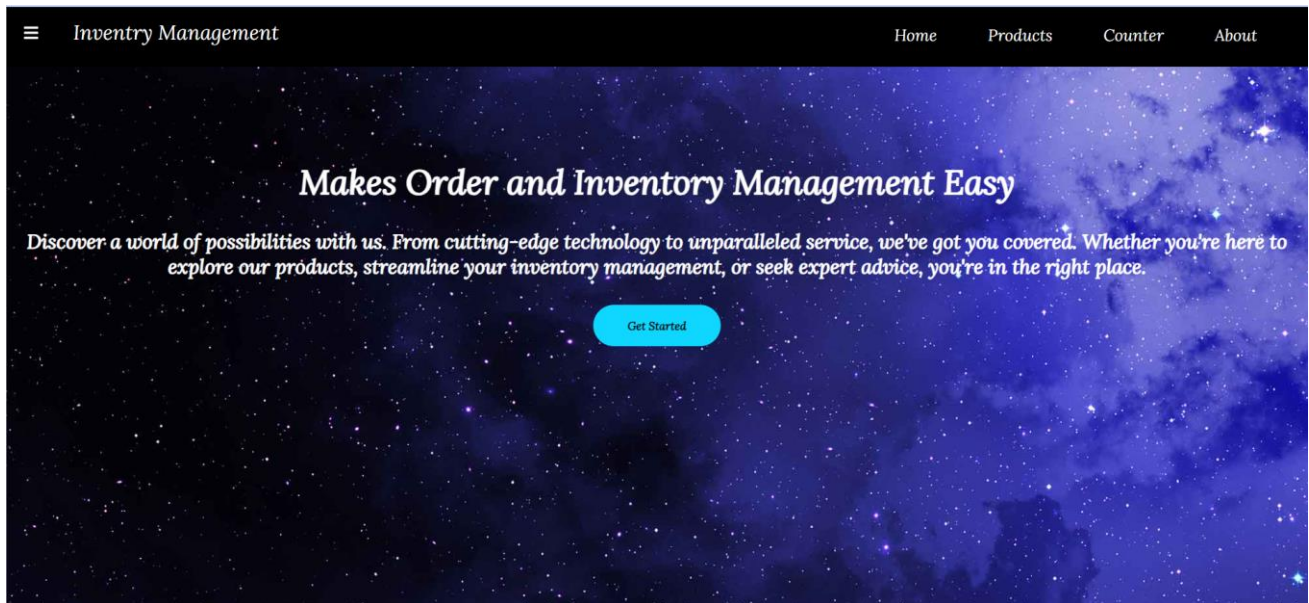 Inventry Management
Home Products Counter About
Makes Order and Inventory Management Easy
Discover a world of possibilities with us. From cutting-edge technology to unparalleled service, we've got you covered. Whether you're here to
explore our products, streamline your inventory management, or seek expert advice, you're in the right place.
Get Started